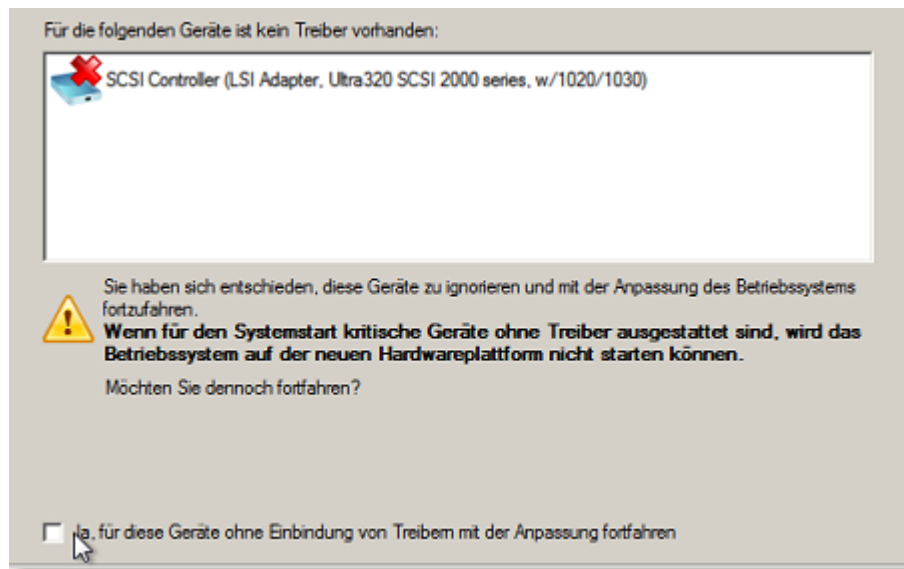 Für die folgenden Geräte ist kein Treiber vorhanden:
SCSI Controller (LSI Adapter, Ultra320 SCSI 2000 series, w/1020/1030)
Sie haben sich entschieden, diese Geräte zu ignorieren und mit der Anpassung des Betriebssystems
fortzufahren.
Wenn für den Systemstart kritische Geräte ohne Treiber ausgestattet sind, wird das
Betriebssystem auf der neuen Hardwareplattform nicht starten können.
Möchten Sie dennoch fortfahren?
Ja, für diese Geräte ohne Einbindung von Treibern mit der Anpassung fortfahren